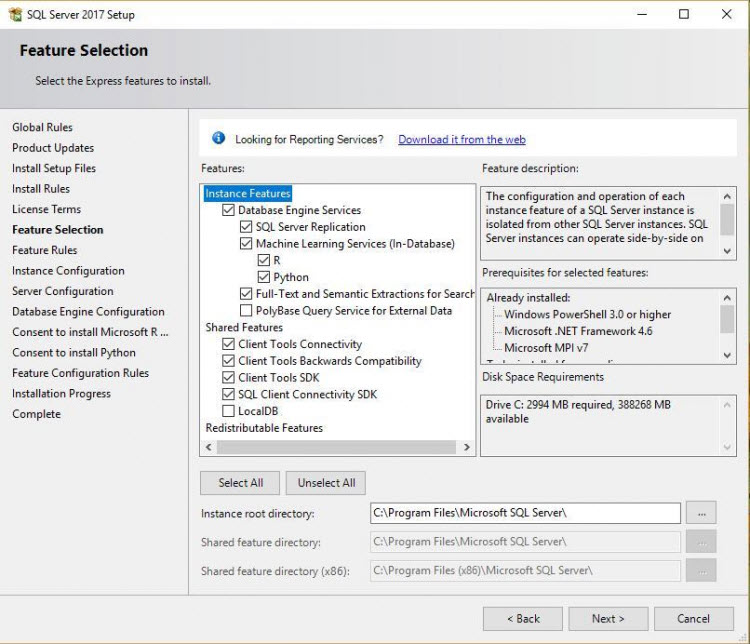 SQL Server 2017 Setup
Feature Selection
Select the Express features to install.
Global Rules
Product Updates
Install Setup Files
Install Rules
License Terms
Feature Selection
Feature Rules
Instance Configuration
Server Configuration
Database Engine Configuration
Consent to install Microsoft R ...
Consent to install Python
Feature Configuration Rules
Installation Progress
Complete
Looking for Reporting Services? Download it from the web
Features:
Instance Features
Database Engine Services
SQL Server Replication
Machine Learning Services (In-Database)
R
Python
Full-Text and Semantic Extractions for Search
PolyBase Query Service for External Data
Shared Features
Client Tools Connectivity
Client Tools Backwards Compatibility
Client Tools SDK
SQL Client Connectivity SDK
LocalDB
Redistributable Features
Feature description:
The configuration and operation of each
instance feature of a SQL Server instance is
isolated from other SQL Server instances. SQL
Server instances can operate side-by-side on
Prerequisites for selected features:
Already installed:
Windows PowerShell 3.0 or higher
Microsoft .NET Framework 4.6
Microsoft MPI v7
Disk Space Requirements
Drive C: 2994 MB required, 388268 MB
available
Select All
Unselect All
Instance root directory:
C:\Program Files\Microsoft SQL Server\
...
Shared feature directory:
C:\Program Files\Microsoft SQL Server\
...
Shared feature directory (x86):
C:\Program Files (x86)\Microsoft SQL Server\
...
< Back
Next >
Cancel